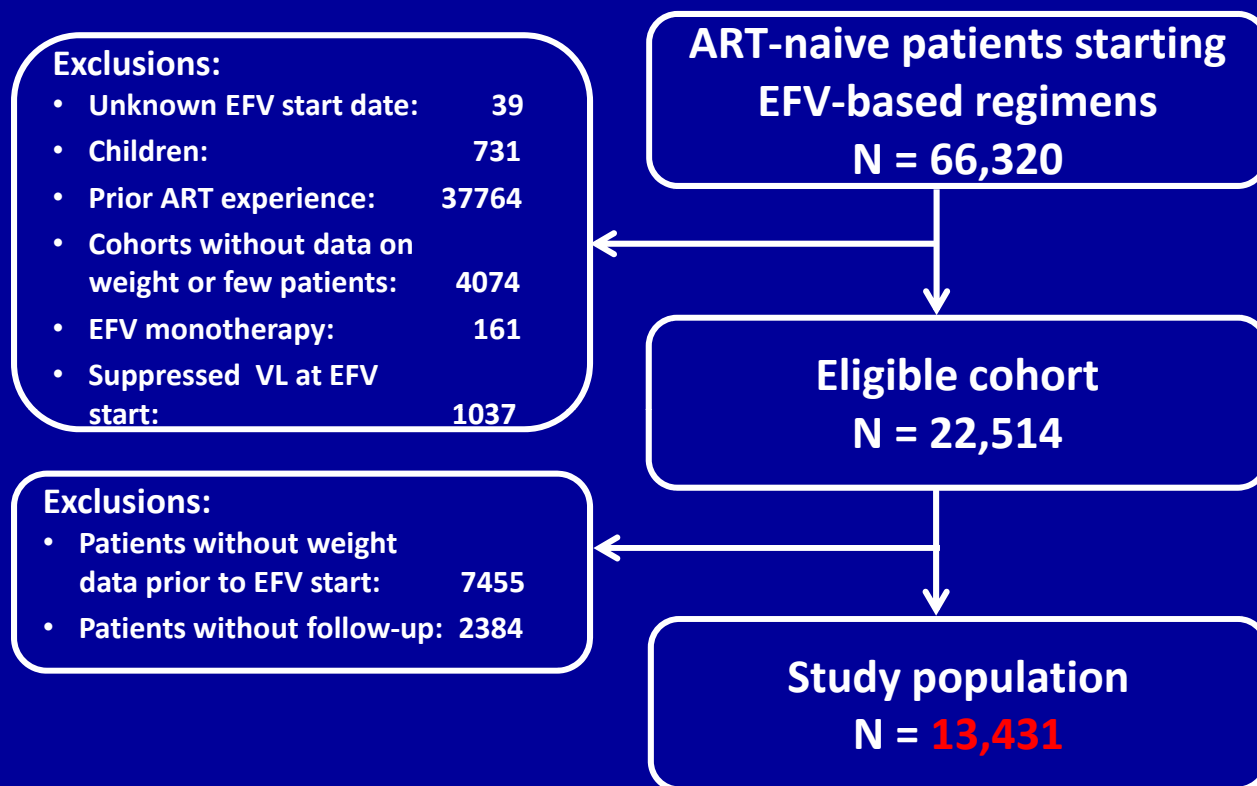 ART-naive patients starting
EFV-based regimens
N = 66,320
Exclusions:
• Unknown EFV start date: 39
• Children: 731
• Prior ART experience: 37764
• Cohorts without data on
weight or few patients: 4074
• EFV monotherapy: 161
• Suppressed VL at EFV
start: 1037
Eligible cohort
N = 22,514
Exclusions:
• Patients without weight
data prior to EFV start: 7455
• Patients without follow-up: 2384
Study population
N = 13,431